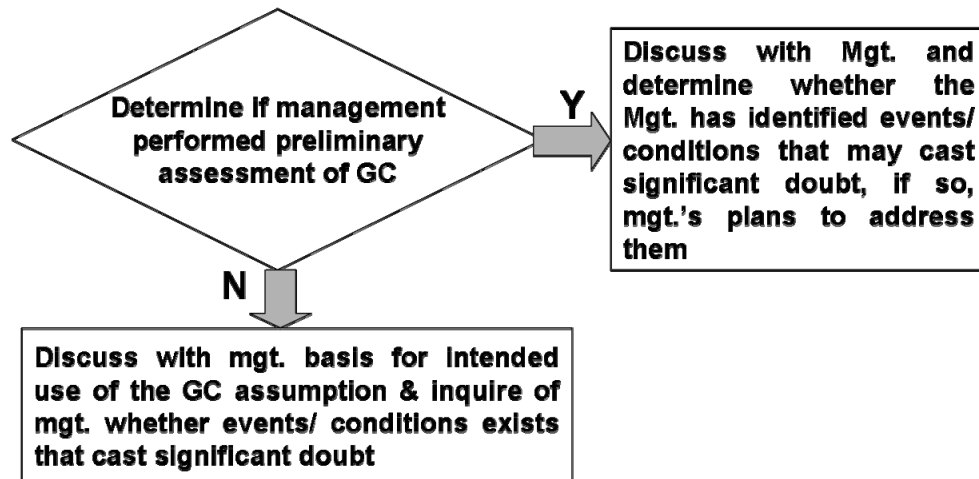 Determine if management
performed preliminary
assessment of GC
Y
Discuss with Mgt. and
determine whether the
Mgt. has identified events/
conditions that may cast
significant doubt, if so,
mgt.'s plans to address
them
N
Discuss with mgt. basis for intended
use of the GC assumption & inquire of
mgt. whether events/ conditions exists
that cast significant doubt